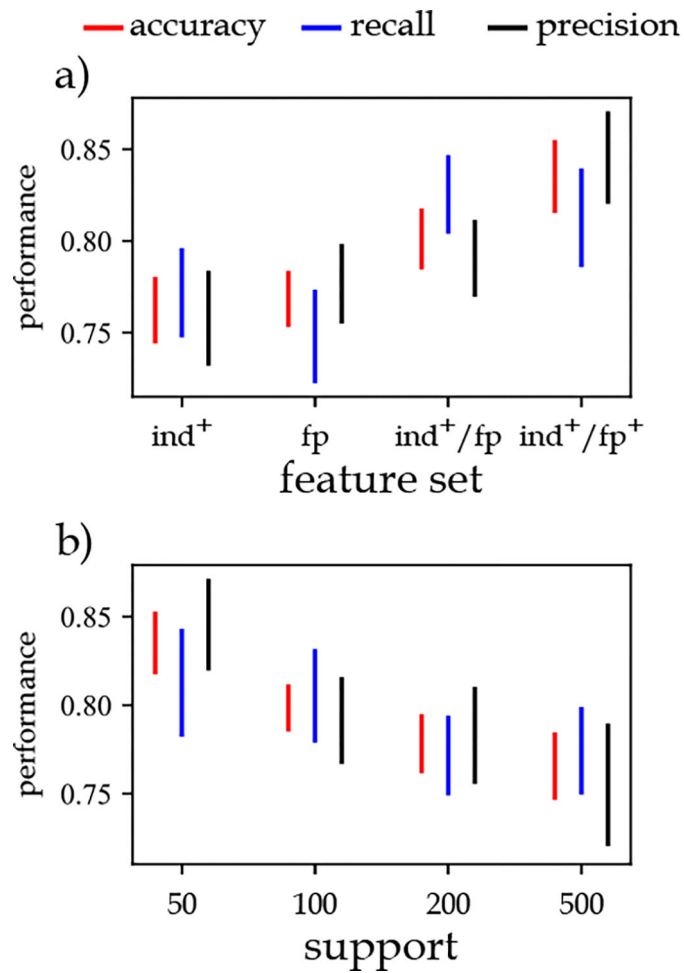 accuracy recall precision
a)
0.85
0.80
0.75
performance
ind⁺ fp ind⁺/fp ind⁺/fp⁺
feature set
b)
0.85
0.80
0.75
performance
50 100 200 500
support